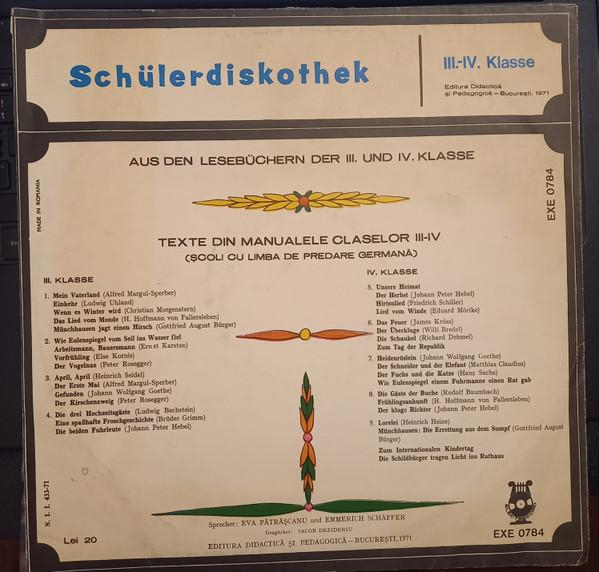 Schülerdiskothek
III.-IV. Klasse
Editura Didactică
și Pedagogică — București, 1971
AUS DEN LESEBÜCHERN DER III. UND IV. KLASSE
MADE IN ROMANIA
EXE 0784
TEXTE DIN MANUALELE CLASELOR III-IV
(ȘCOLI CU LIMBA DE PREDARE GERMANĂ)
III. KLASSE
1. Mein Vaterland (Alfred Margul-Sperber)
Einkehr (Ludwig Uhland)
Wenn es Winter wird (Christian Morgenstern)
Das Lied vom Monde (H. Hoffmann von Fallersleben)
Münchhausen jagt einen Hirsch (Gottfried August Bürger)
2. Wie Eulenspiegel vom Seil ins Wasser fiel
Arbeitsmann, Bauersmann (Ernst Karsten)
Vorfrühling (Else Kornis)
Der Vogelnas (Peter Rosegger)
3. April, April (Heinrich Seidel)
Der Erste Mai (Alfred Margul-Sperber)
Gefunden (Johann Wolfgang Goethe)
Der Kirschenzweig (Peter Rosegger)
4. Die drei Hochzeitsgäste (Ludwig Bechstein)
Eine spaßhafte Froschgeschichte (Brüder Grimm)
Die beiden Fuhrleute (Johann Peter Hebel)
IV. KLASSE
5. Unsere Heimat
Der Herbst (Johann Peter Hebel)
Hirtenlied (Friedrich Schiller)
Lied vom Winde (Eduard Mörike)
6. Das Feuer (James Krüss)
Der Überkluge (Willi Bredel)
Die Schaukel (Richard Dehmel)
Zum Tag der Republik
7. Heidenröslein (Johann Wolfgang Goethe)
Der Schneider und der Elefant (Matthias Claudius)
Der Fuchs und die Katze (Hans Sachs)
Wie Eulenspiegel einem Fuhrmanne einen Rat gab
8. Die Gäste der Buche (Rudolf Baumbach)
Frühlingsankunft (H. Hoffmann von Fallersleben)
Der kluge Richter (Johann Peter Hebel)
9. Lorelei (Heinrich Heine)
Münchhausen: Die Errettung aus dem Sumpf (Gottfried August
Bürger)
Zum Internationalen Kindertag
Die Schildbürger tragen Licht ins Rathaus
N. I. I. 433-71
Lei 20
Sprecher: EVA PĂTRĂȘCANU und EMMERICH SCHÄFFER
Graphiker: IACOB DEZIDERIU
EDITURA DIDACTICĂ ȘI PEDAGOGICĂ — BUCUREȘTI, 1971
EXE 0784